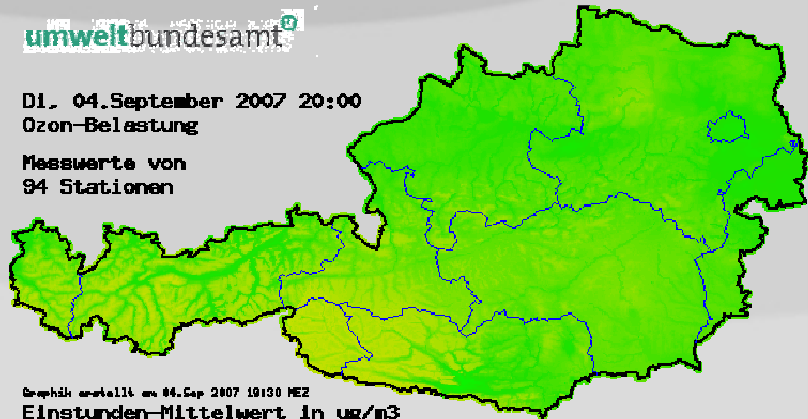 umweltbundesamt
Di, 04.September 2007 20:00
Ozon-Belastung
Messwerte von
94 Stationen
Graphik erstellt am 04.Sep 2007 19:30 MEZ
Einstunden-Mittelwert in ug/m3